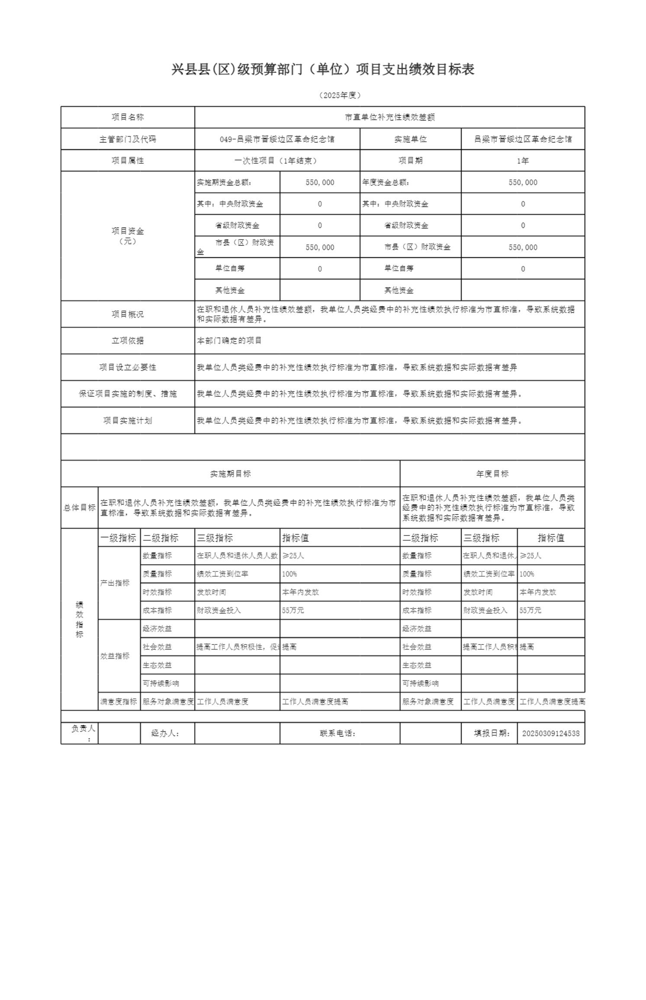 兴县县(区)级预算部门（单位）项目支出绩效目标表
（2025年度）
项目名称 市直单位补充性绩效差额
主管部门及代码 049-吕梁市晋绥边区革命纪念馆 实施单位 吕梁市晋绥边区革命纪念馆
项目属性 一次性项目（1年结束） 项目期 1年
项目资金
（元）
实施期资金总额： 550,000 年度资金总额： 550,000
其中：中央财政资金 0 其中：中央财政资金 0
省级财政资金 0 省级财政资金 0
市县（区）财政资
金 550,000 市县（区）财政资金 550,000
单位自筹 0 单位自筹 0
其他资金 其他资金
项目概况 在职和退休人员补充性绩效差额，我单位人员类经费中的补充性绩效执行标准为市直标准，导致系统数据
和实际数据有差异。
立项依据 本部门确定的项目
项目设立必要性 我单位人员类经费中的补充性绩效执行标准为市直标准，导致系统数据和实际数据有差异
保证项目实施的制度、措施 我单位人员类经费中的补充性绩效执行标准为市直标准，导致系统数据和实际数据有差异。
项目实施计划 我单位人员类经费中的补充性绩效执行标准为市直标准，导致系统数据和实际数据有差异。
实施期目标 年度目标
总体目标
在职和退休人员补充性绩效差额，我单位人员类经费中的补充性绩效执行标准为市
直标准，导致系统数据和实际数据有差异。
在职和退休人员补充性绩效差额，我单位人员类
经费中的补充性绩效执行标准为市直标准，导致
系统数据和实际数据有差异。
绩
效
指
标
一级指标 二级指标 三级指标 指标值 二级指标 三级指标 指标值
产出指标
数量指标 在职人员和退休人员人数 ≥25人 数量指标 在职人员和退休 ≥25人
质量指标 绩效工资到位率 100% 质量指标 绩效工资到位率 100%
时效指标 发放时间 本年内发放 时效指标 发放时间 本年内发放
成本指标 财政资金投入 55万元 成本指标 财政资金投入 55万元
效益指标
经济效益 经济效益
社会效益 提高工作人员积极性，促 提高 社会效益 提高工作人员积 提高
生态效益 生态效益
可持续影响 可持续影响
满意度指标 服务对象满意度 工作人员满意度 工作人员满意度提高 服务对象满意度 工作人员满意度 工作人员满意度提高
负责人
： 经办人： 联系电话： 填报日期： 20250309124538